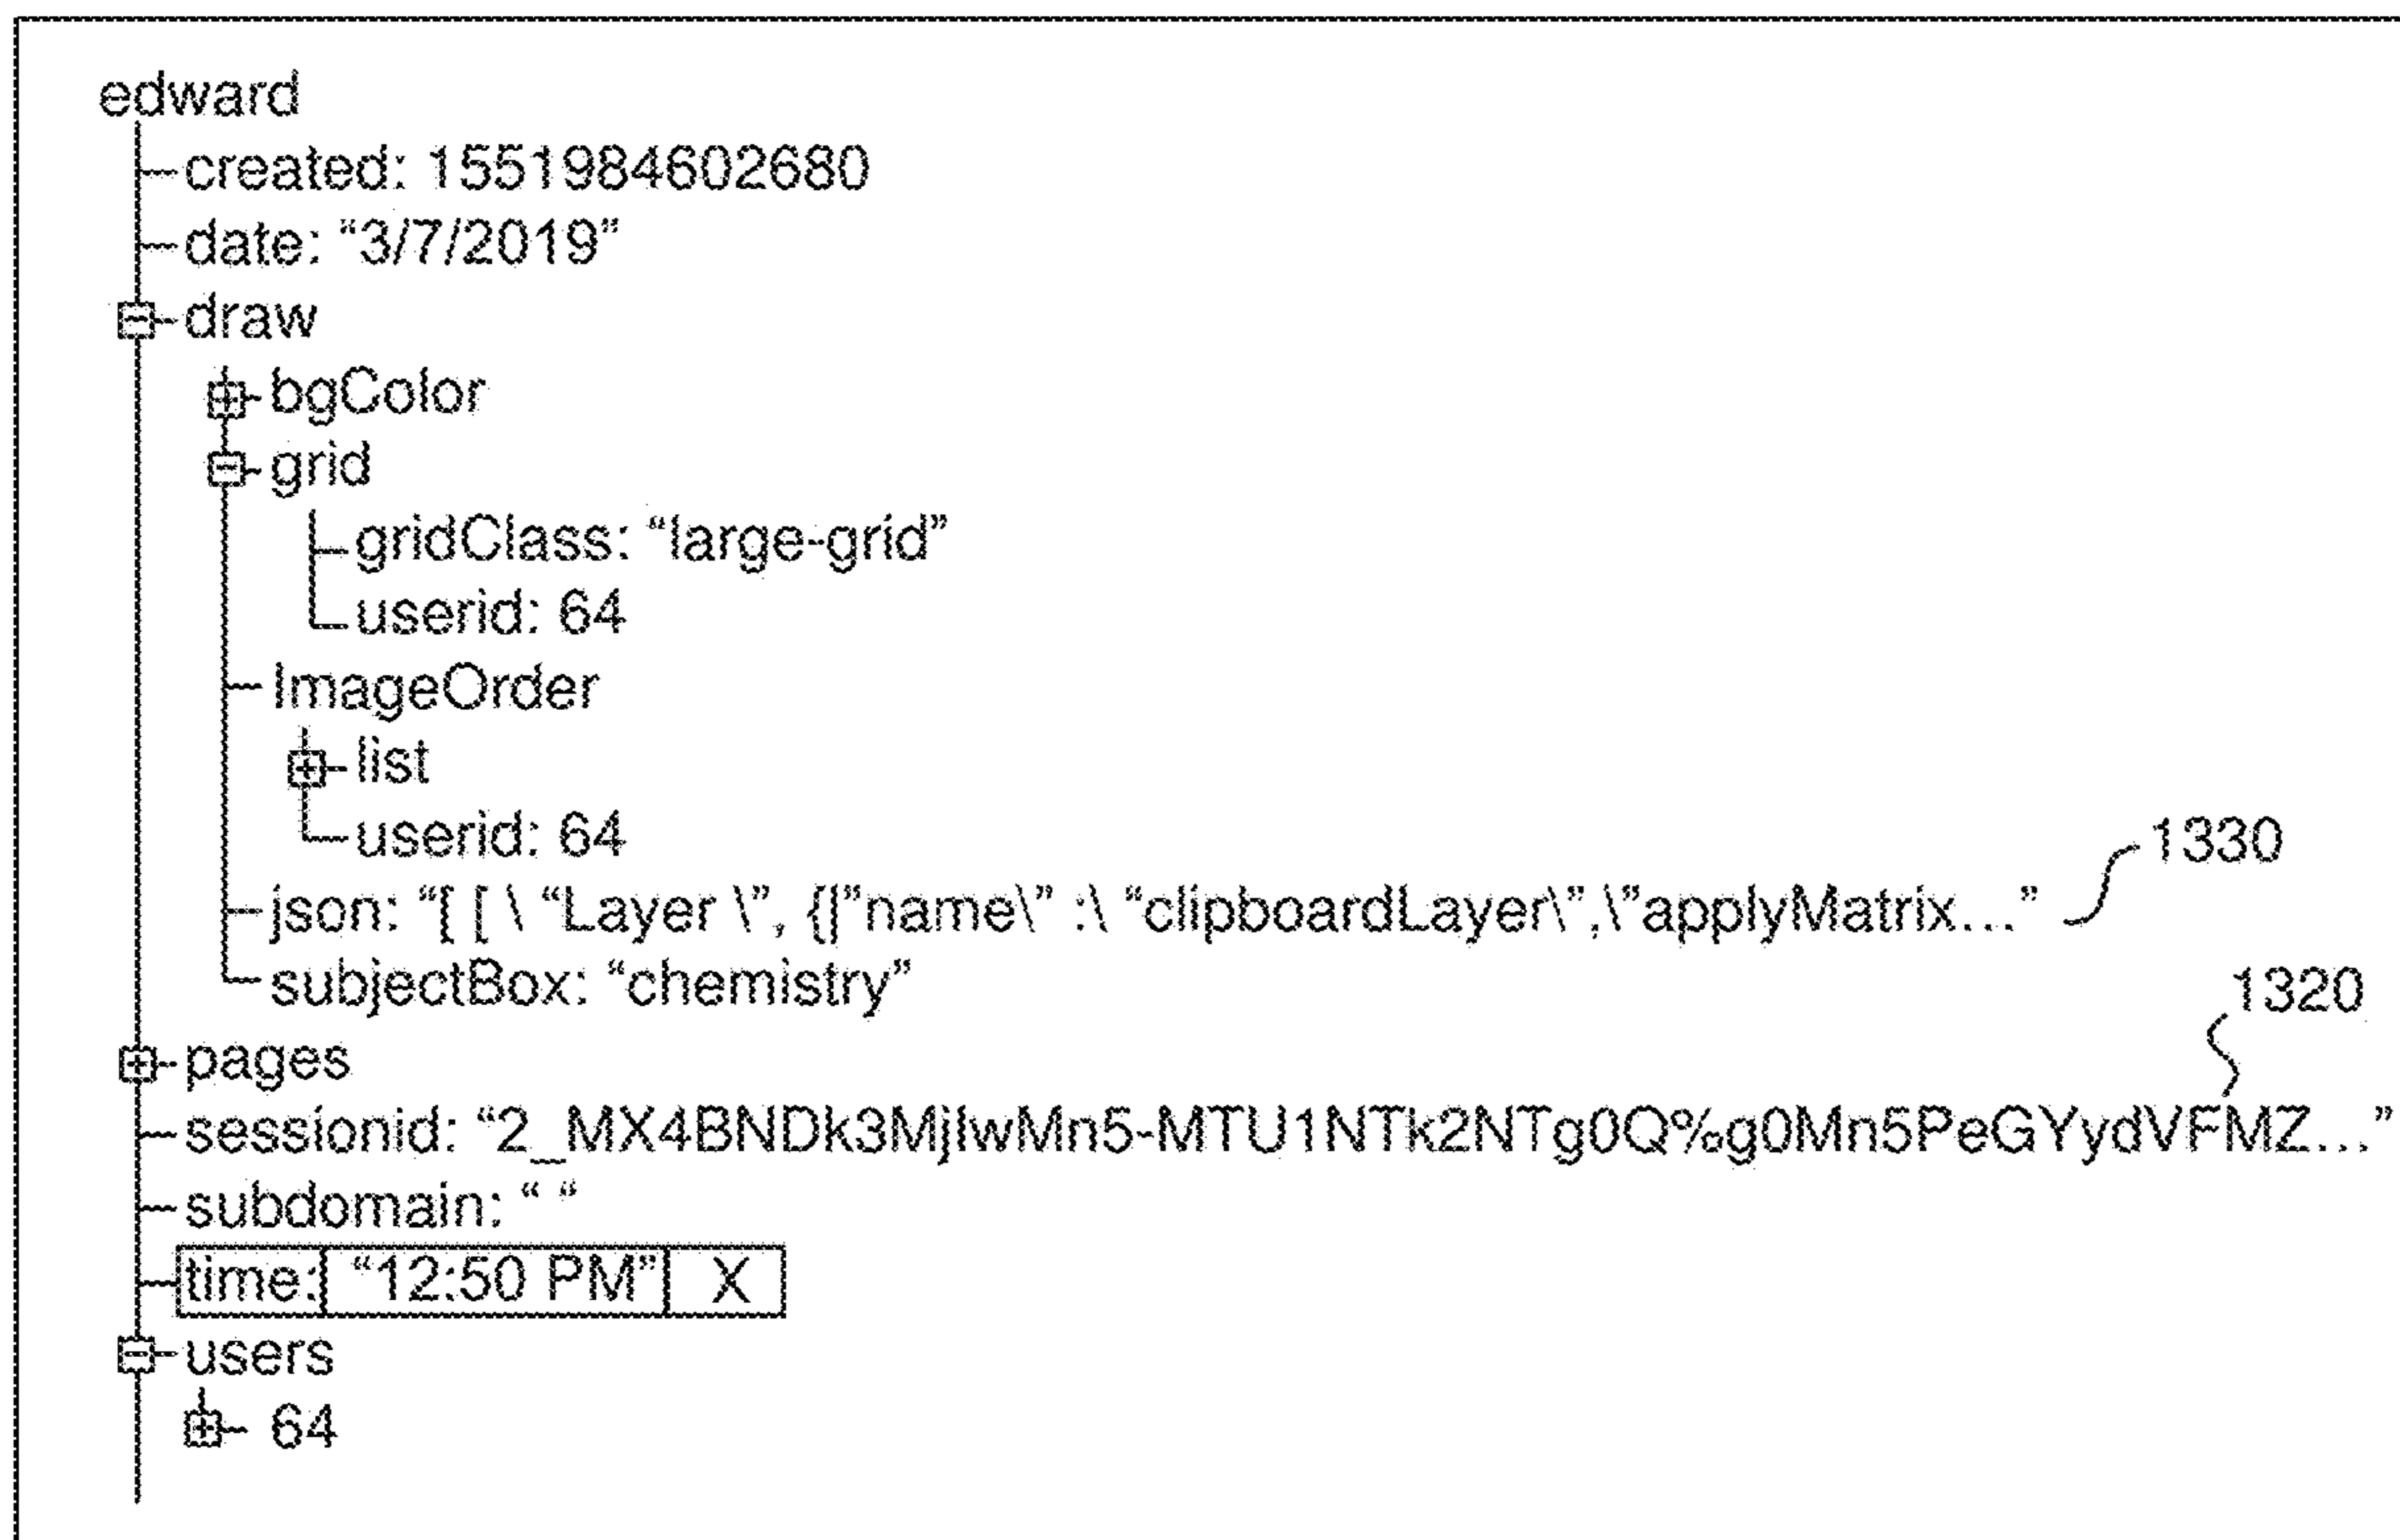 edward
created: 1551984602680
date: “3/7/2019”
draw
bgColor
grid
gridClass: “large-grid”
userid: 64
ImageOrder
list
userid: 64
1330
json: “[ [ \ “Layer \”, {|”name\” :\ “clipboardLayer\”,\”applyMatrix...”
subjectBox: “chemistry”
1320
pages
sessionid: “2_MX4BNDk3MjIwMn5-MTU1NTk2NTg0Q%g0Mn5PeGYydVFMZ...”
subdomain: “ “
time: “12:50 PM” X
users
64